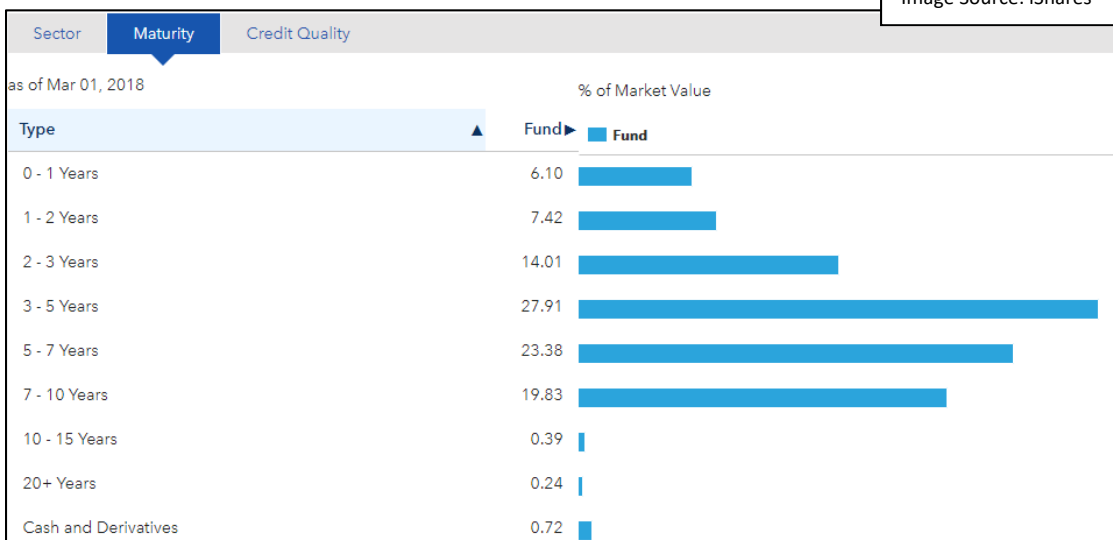 Image Source: iShares
Sector Maturity Credit Quality
as of Mar 01, 2018
% of Market Value
Type ▲ Fund▶ Fund
0 - 1 Years 6.10
1 - 2 Years 7.42
2 - 3 Years 14.01
3 - 5 Years 27.91
5 - 7 Years 23.38
7 - 10 Years 19.83
10 - 15 Years 0.39
20+ Years 0.24
Cash and Derivatives 0.72